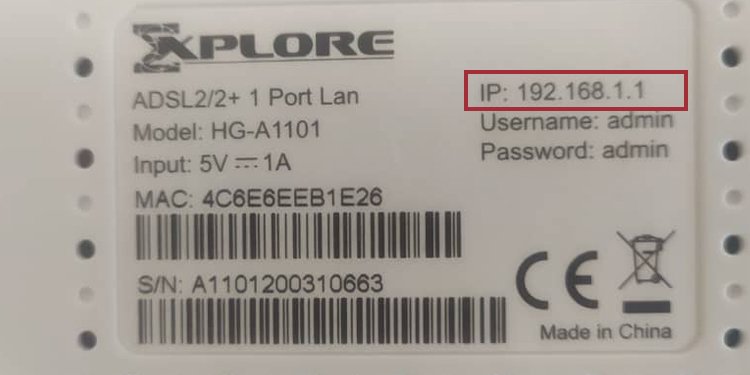 XPLORE
ADSL2/2+ 1 Port Lan
Model: HG-A1101
Input: 5V ⎓ 1A
MAC: 4C6E6EEB1E26
S/N: A1101200310663
IP: 192.168.1.1
Username: admin
Password: admin
CE
Made in China